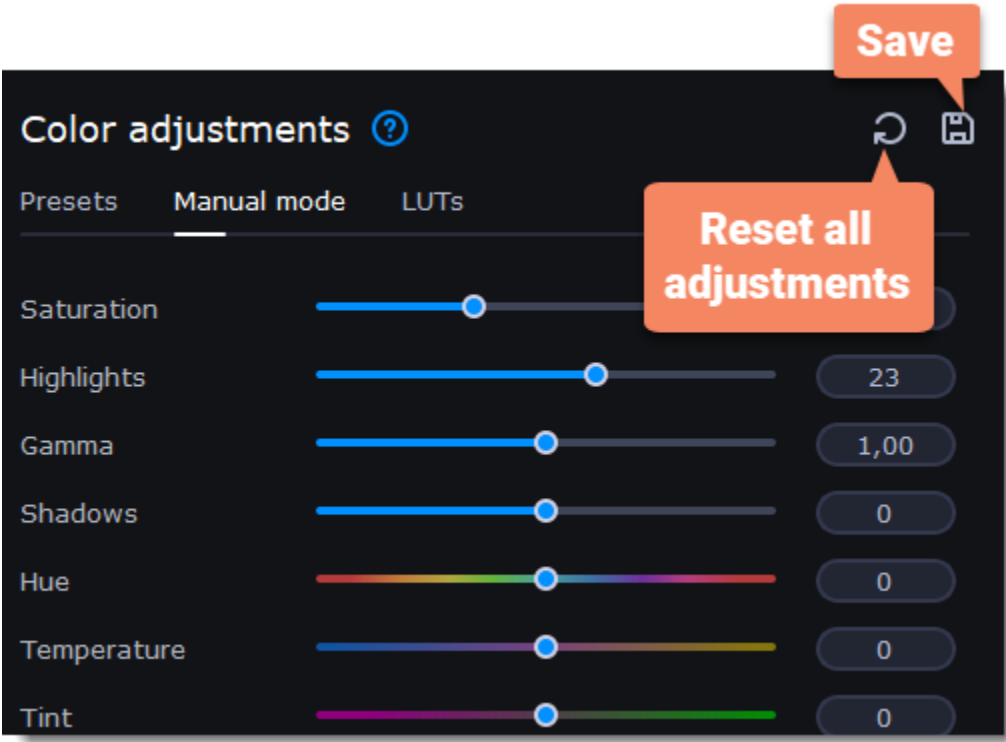 Save
Color adjustments ?
Presets Manual mode LUTs
Reset all
adjustments
Saturation
Highlights 23
Gamma 1,00
Shadows 0
Hue 0
Temperature 0
Tint 0